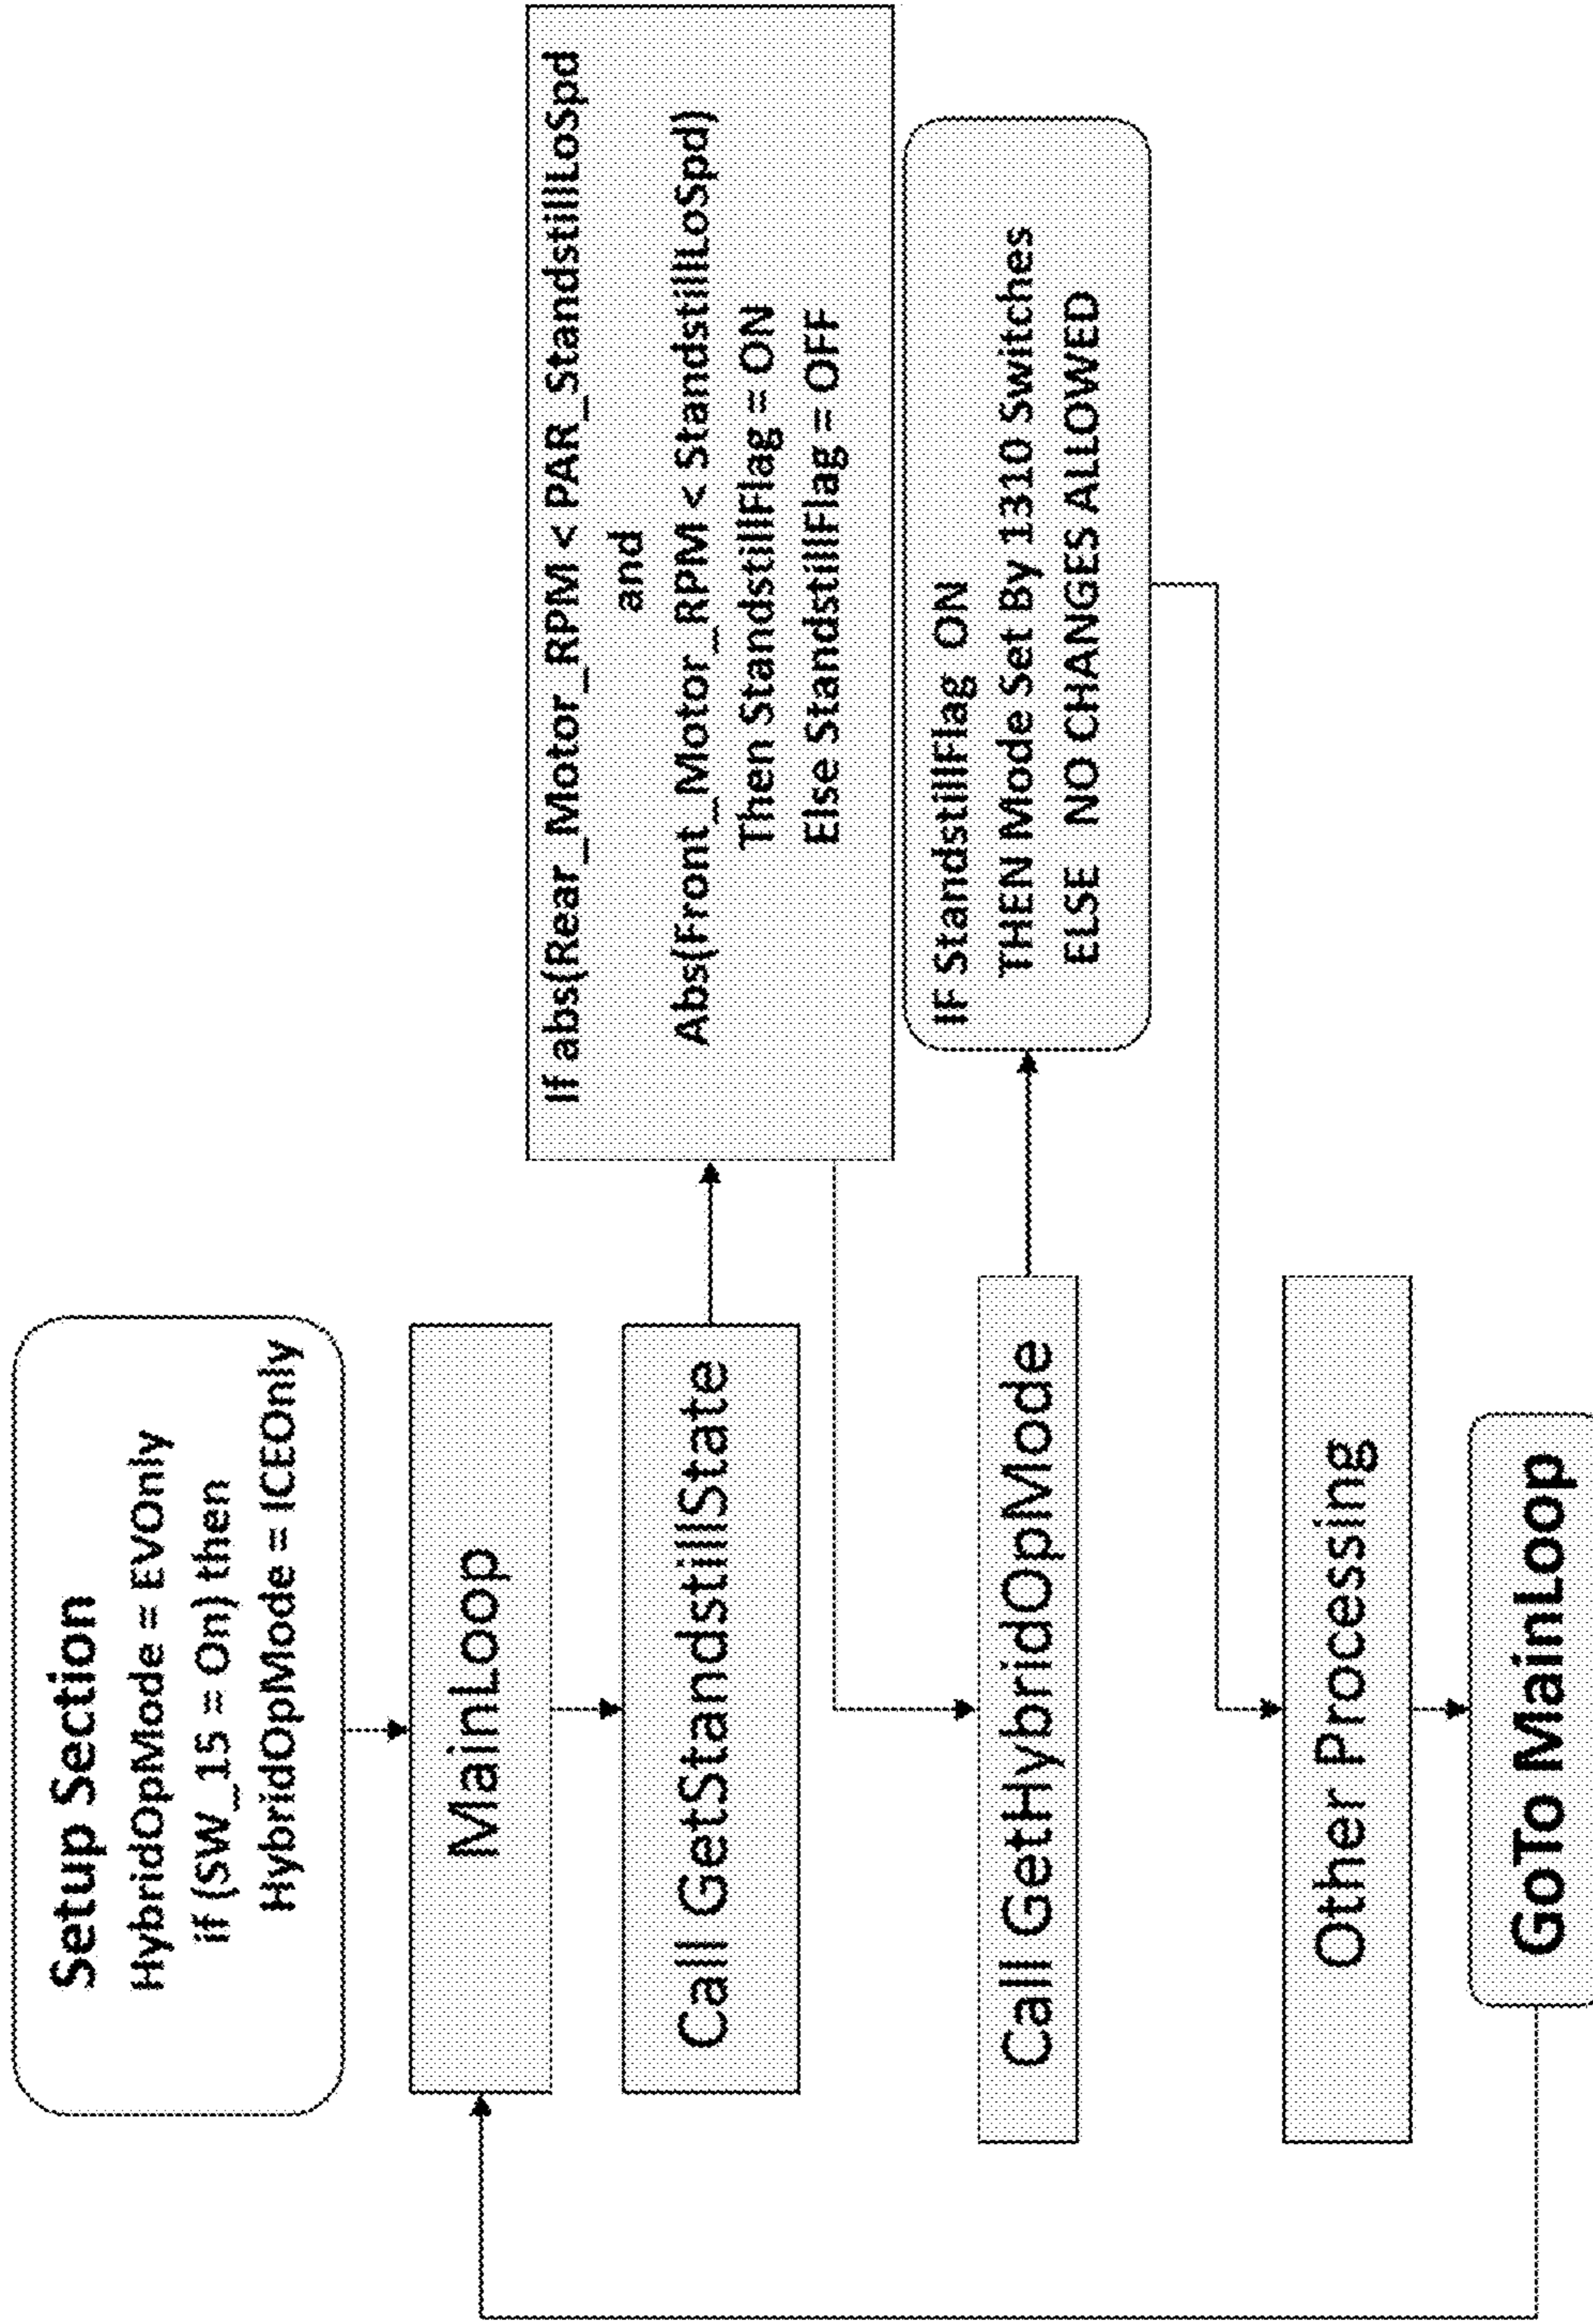 Setup Section
HybridOpMode = EVOnly
if (SW_15 = On) then
HybridOpMode = ICEOnly
MainLoop
Call GetStandstillState
If abs(Rear_Motor_RPM < PAR_StandstillLoSpd
and
Abs(Front_Motor_RPM < StandstillLoSpd)
Then StandstillFlag = ON
Else StandstillFlag = OFF
Call GetHybridOpMode
IF StandstillFlag ON
THEN Mode Set By 1310 Switches
ELSE NO CHANGES ALLOWED
Other Processing
GoTo MainLoop